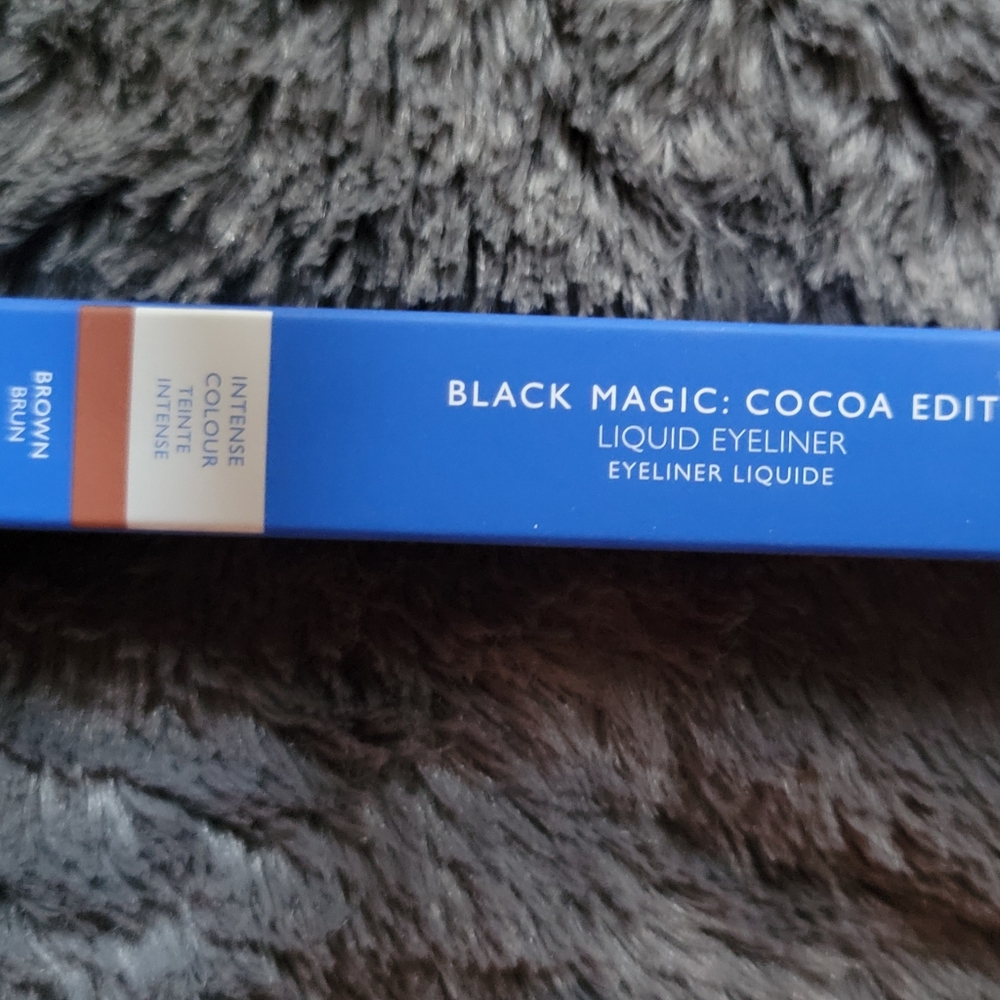 BROWN
BRUN
INTENSE
COLOUR
TEINTE
INTENSE
BLACK MAGIC: COCOA EDIT
LIQUID EYELINER
EYELINER LIQUIDE